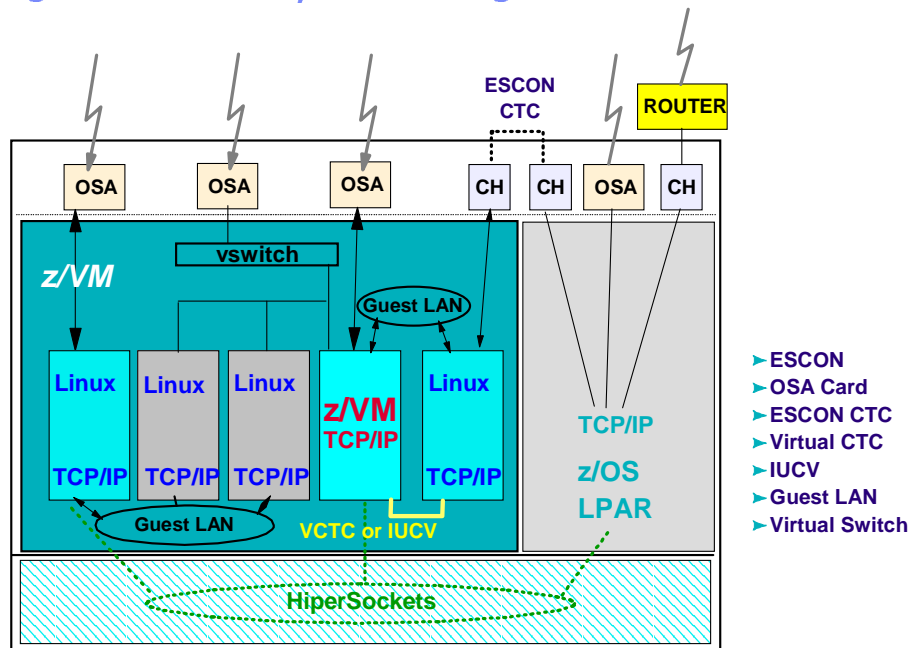 ESCON
CTC
ROUTER
OSA
OSA
OSA
CH
CH
OSA
CH
vswitch
z/VM
Guest LAN
Linux
Linux
Linux
z/VM
TCP/IP
Linux
TCP/IP
TCP/IP
TCP/IP
TCP/IP
Guest LAN
VCTC or IUCV
TCP/IP
z/OS
LPAR
HiperSockets
ESCON
OSA Card
ESCON CTC
Virtual CTC
IUCV
Guest LAN
Virtual Switch